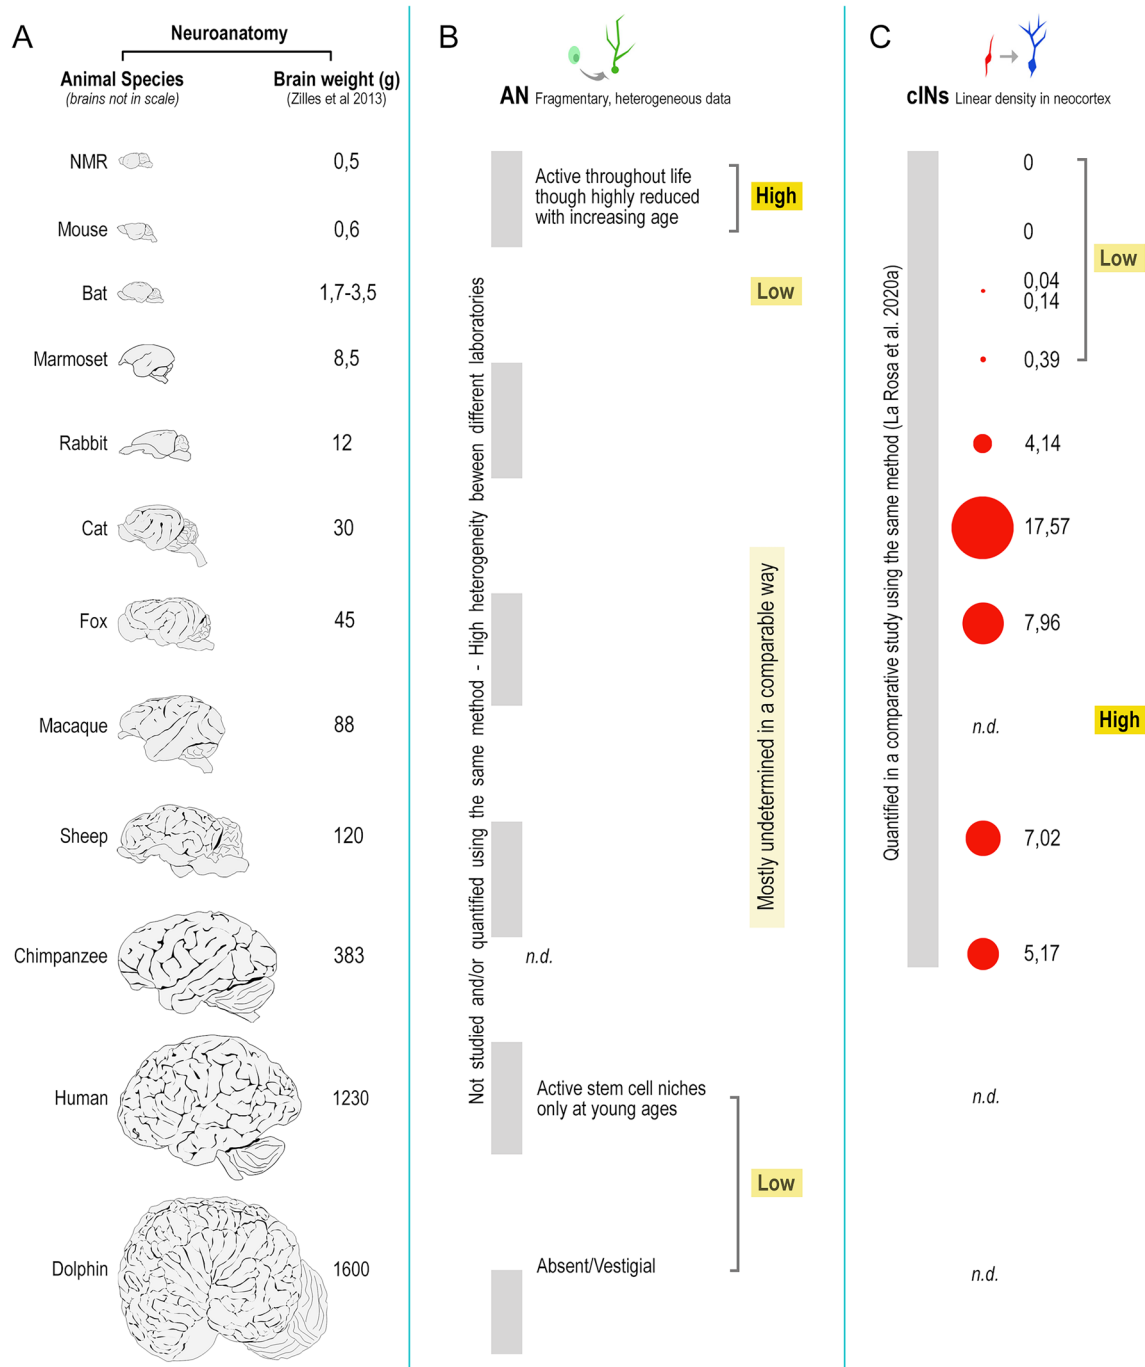 A
Neuroanatomy
Animal Species
(brains not in scale)
Brain weight (g)
(Zilles et al 2013)
NMR
0,5
Mouse
0,6
Bat
1,7-3,5
Marmoset
8,5
Rabbit
12
Cat
30
Fox
45
Macaque
88
Sheep
120
Chimpanzee
383
Human
1230
Dolphin
1600
B
AN Fragmentary, heterogeneous data
Not studied and/or quantified using the same method - High heterogeneity beween different laboratories
Active throughout life
though highly reduced
with increasing age
High
Low
Mostly undetermined in a comparable way
n.d.
Active stem cell niches
only at young ages
Low
Absent/Vestigial
C
cINs Linear density in neocortex
Quantified in a comparative study using the same method (La Rosa et al. 2020a)
0
0
0,04
0,14
0,39
Low
4,14
17,57
7,96
n.d.
High
7,02
5,17
n.d.
n.d.